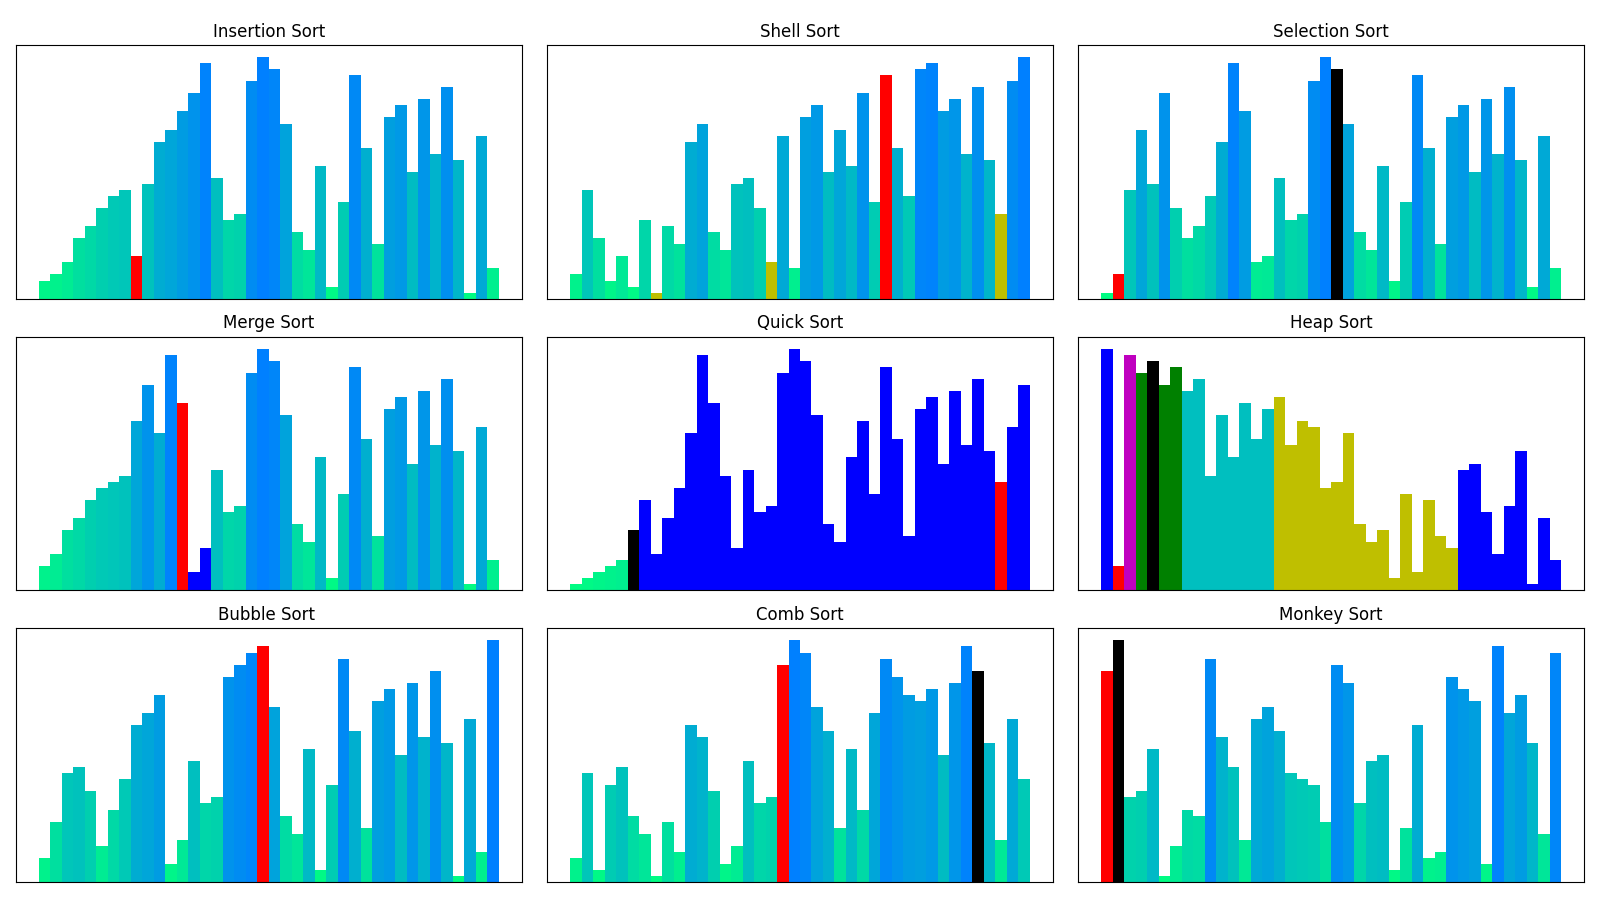 Insertion Sort
Shell Sort
Selection Sort
Merge Sort
Quick Sort
Heap Sort
Bubble Sort
Comb Sort
Monkey Sort